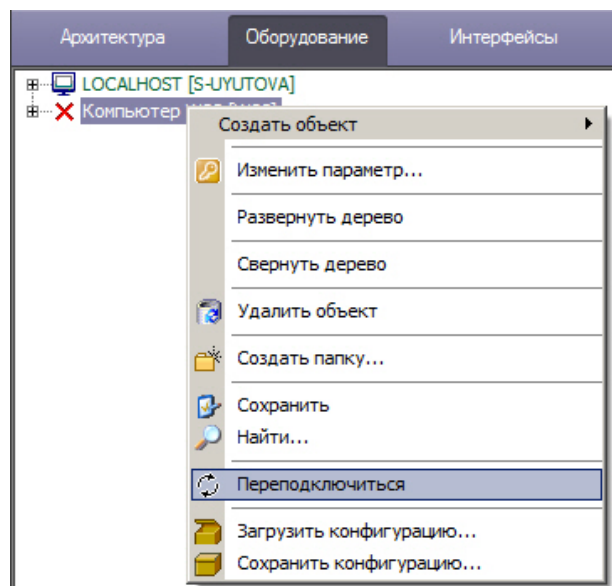 Архитектура Оборудование Интерфейсы
LOCALHOST [S-UYUTOVA]
Компьютер
Создать объект
Изменить параметр...
Развернуть дерево
Свернуть дерево
Удалить объект
Создать папку...
Сохранить
Найти...
Переподключиться
Загрузить конфигурацию...
Сохранить конфигурацию...